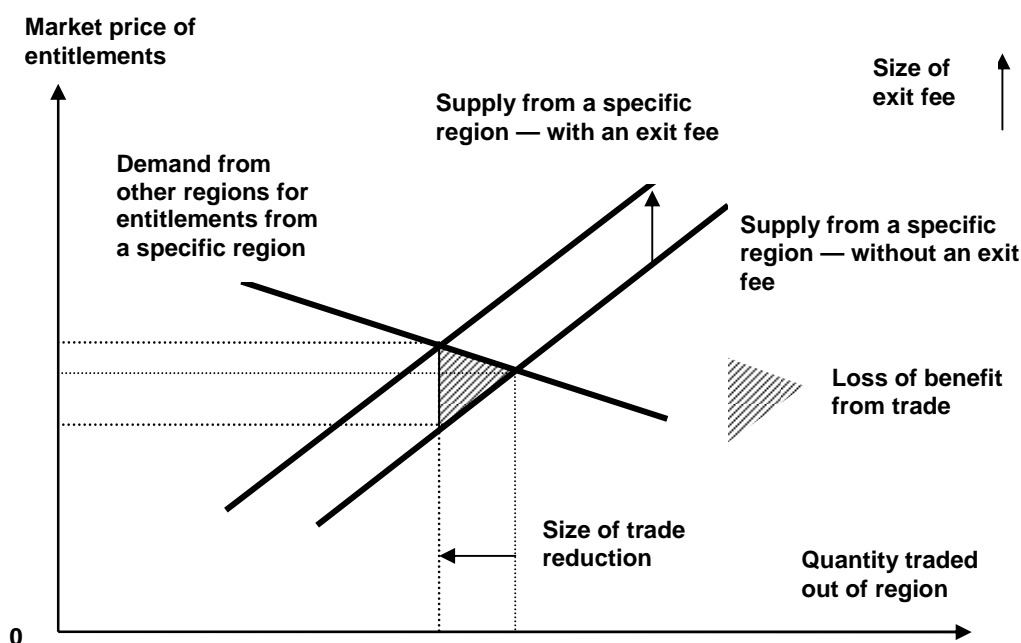 Market price of
entitlements
Size of
exit fee
Supply from a specific
region — with an exit fee
Demand from
other regions for
entitlements from
a specific region
Supply from a specific
region — without an exit
fee
Loss of benefit
from trade
Size of trade
reduction
Quantity traded
out of region
0